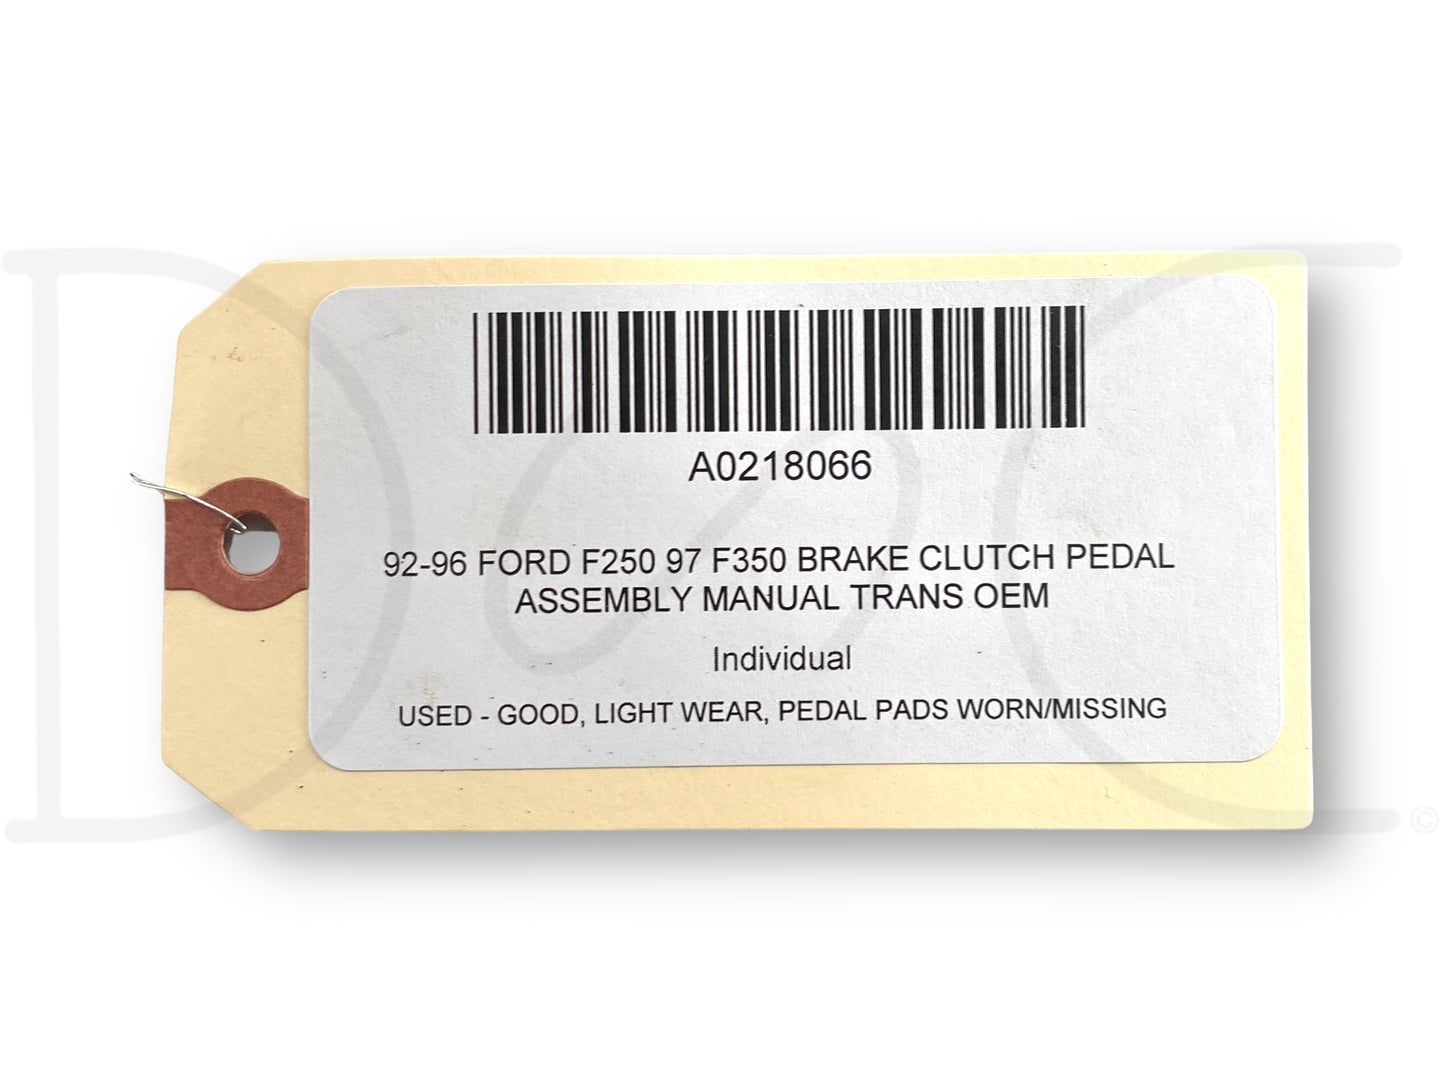 A0218066
92-96 FORD F250 97 F350 BRAKE CLUTCH PEDAL
ASSEMBLY MANUAL TRANS OEM
Individual
USED - GOOD, LIGHT WEAR, PEDAL PADS WORN/MISSING
©